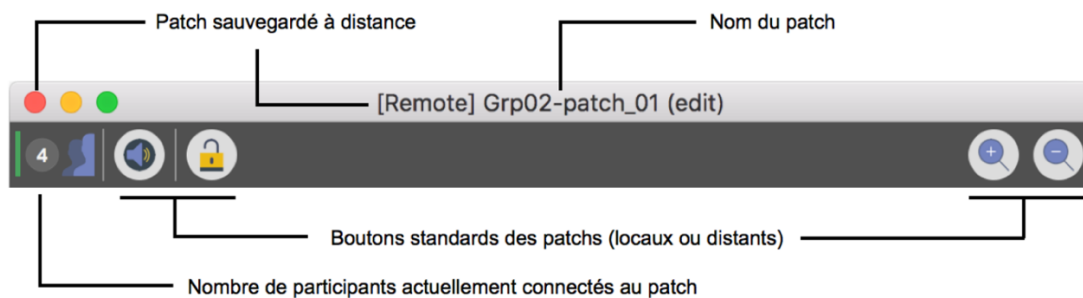 Patch sauvegardé à distance
Nom du patch
[Remote] Grp02-patch_01 (edit)
4
Boutons standards des patchs (locaux ou distants)
Nombre de participants actuellement connectés au patch